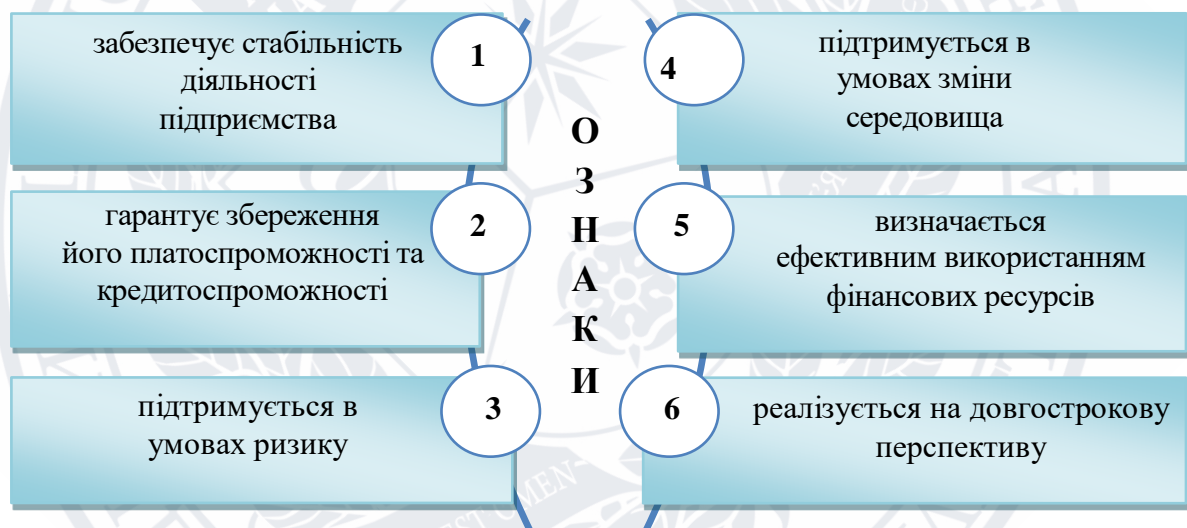 забезпечує стабільність
діяльності
підприємства
1
гарантує збереження
його платоспроможності та
кредитоспроможності
2
підтримується в
умовах ризику
3
О
З
Н
А
К
И
4
підтримується в
умовах зміни
середовища
5
визначається
ефективним використанням
фінансових ресурсів
6
реалізується на довгострокову
перспективу